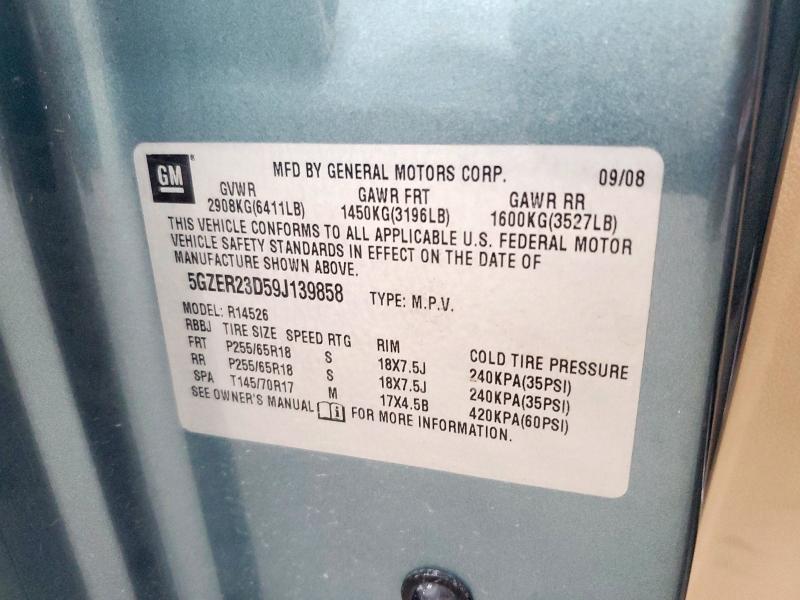 GM®
MFD BY GENERAL MOTORS CORP. 09/08
GVWR GAWR FRT GAWR RR
2908KG(6411LB) 1450KG(3196LB) 1600KG(3527LB)
THIS VEHICLE CONFORMS TO ALL APPLICABLE U.S. FEDERAL MOTOR
VEHICLE SAFETY STANDARDS IN EFFECT ON THE DATE OF
MANUFACTURE SHOWN ABOVE.
5GZER23D59J139858 TYPE: M.P.V.
MODEL: R14526
RBBJ TIRE SIZE SPEED RTG RIM COLD TIRE PRESSURE
FRT P255/65R18 S 18X7.5J 240KPA(35PSI)
RR P255/65R18 S 18X7.5J 240KPA(35PSI)
SPA T145/70R17 M 17X4.5B 420KPA(60PSI)
SEE OWNER'S MANUAL i FOR MORE INFORMATION.